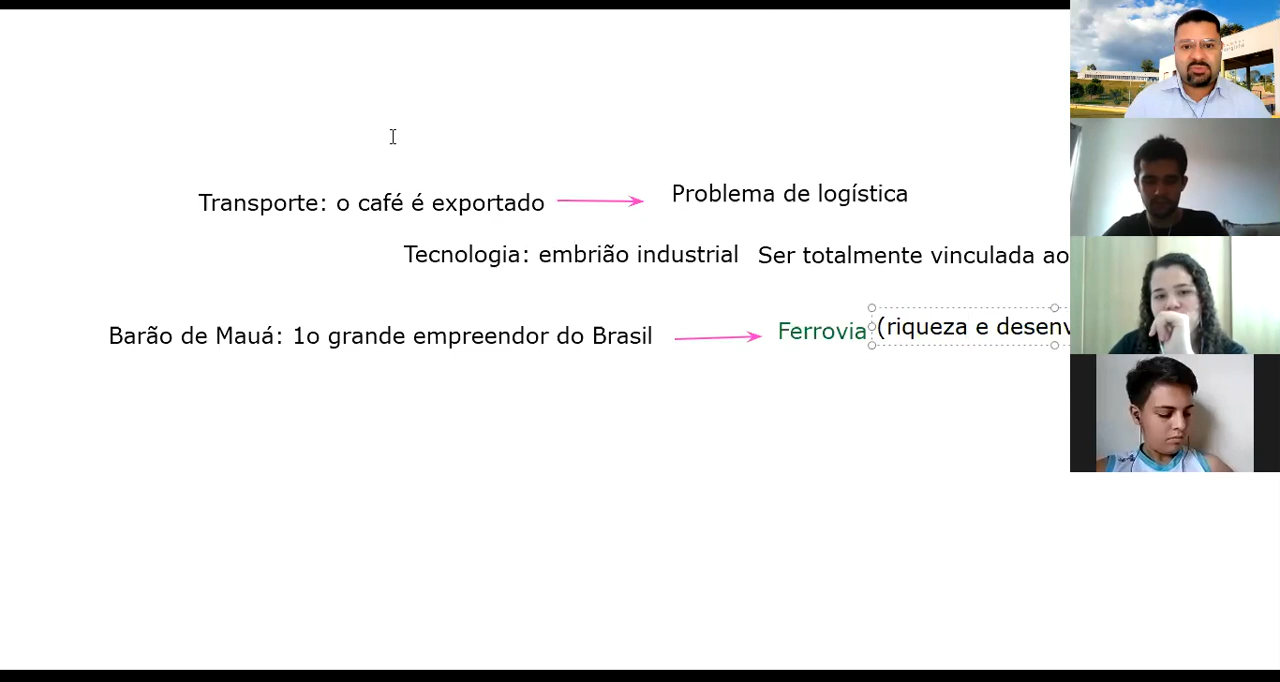 Transporte: o café é exportado
Problema de logística
Tecnologia: embrião industrial
Ser totalmente vinculada ao
Barão de Mauá: 1o grande empreendor do Brasil
Ferrovia
(riqueza e desenv